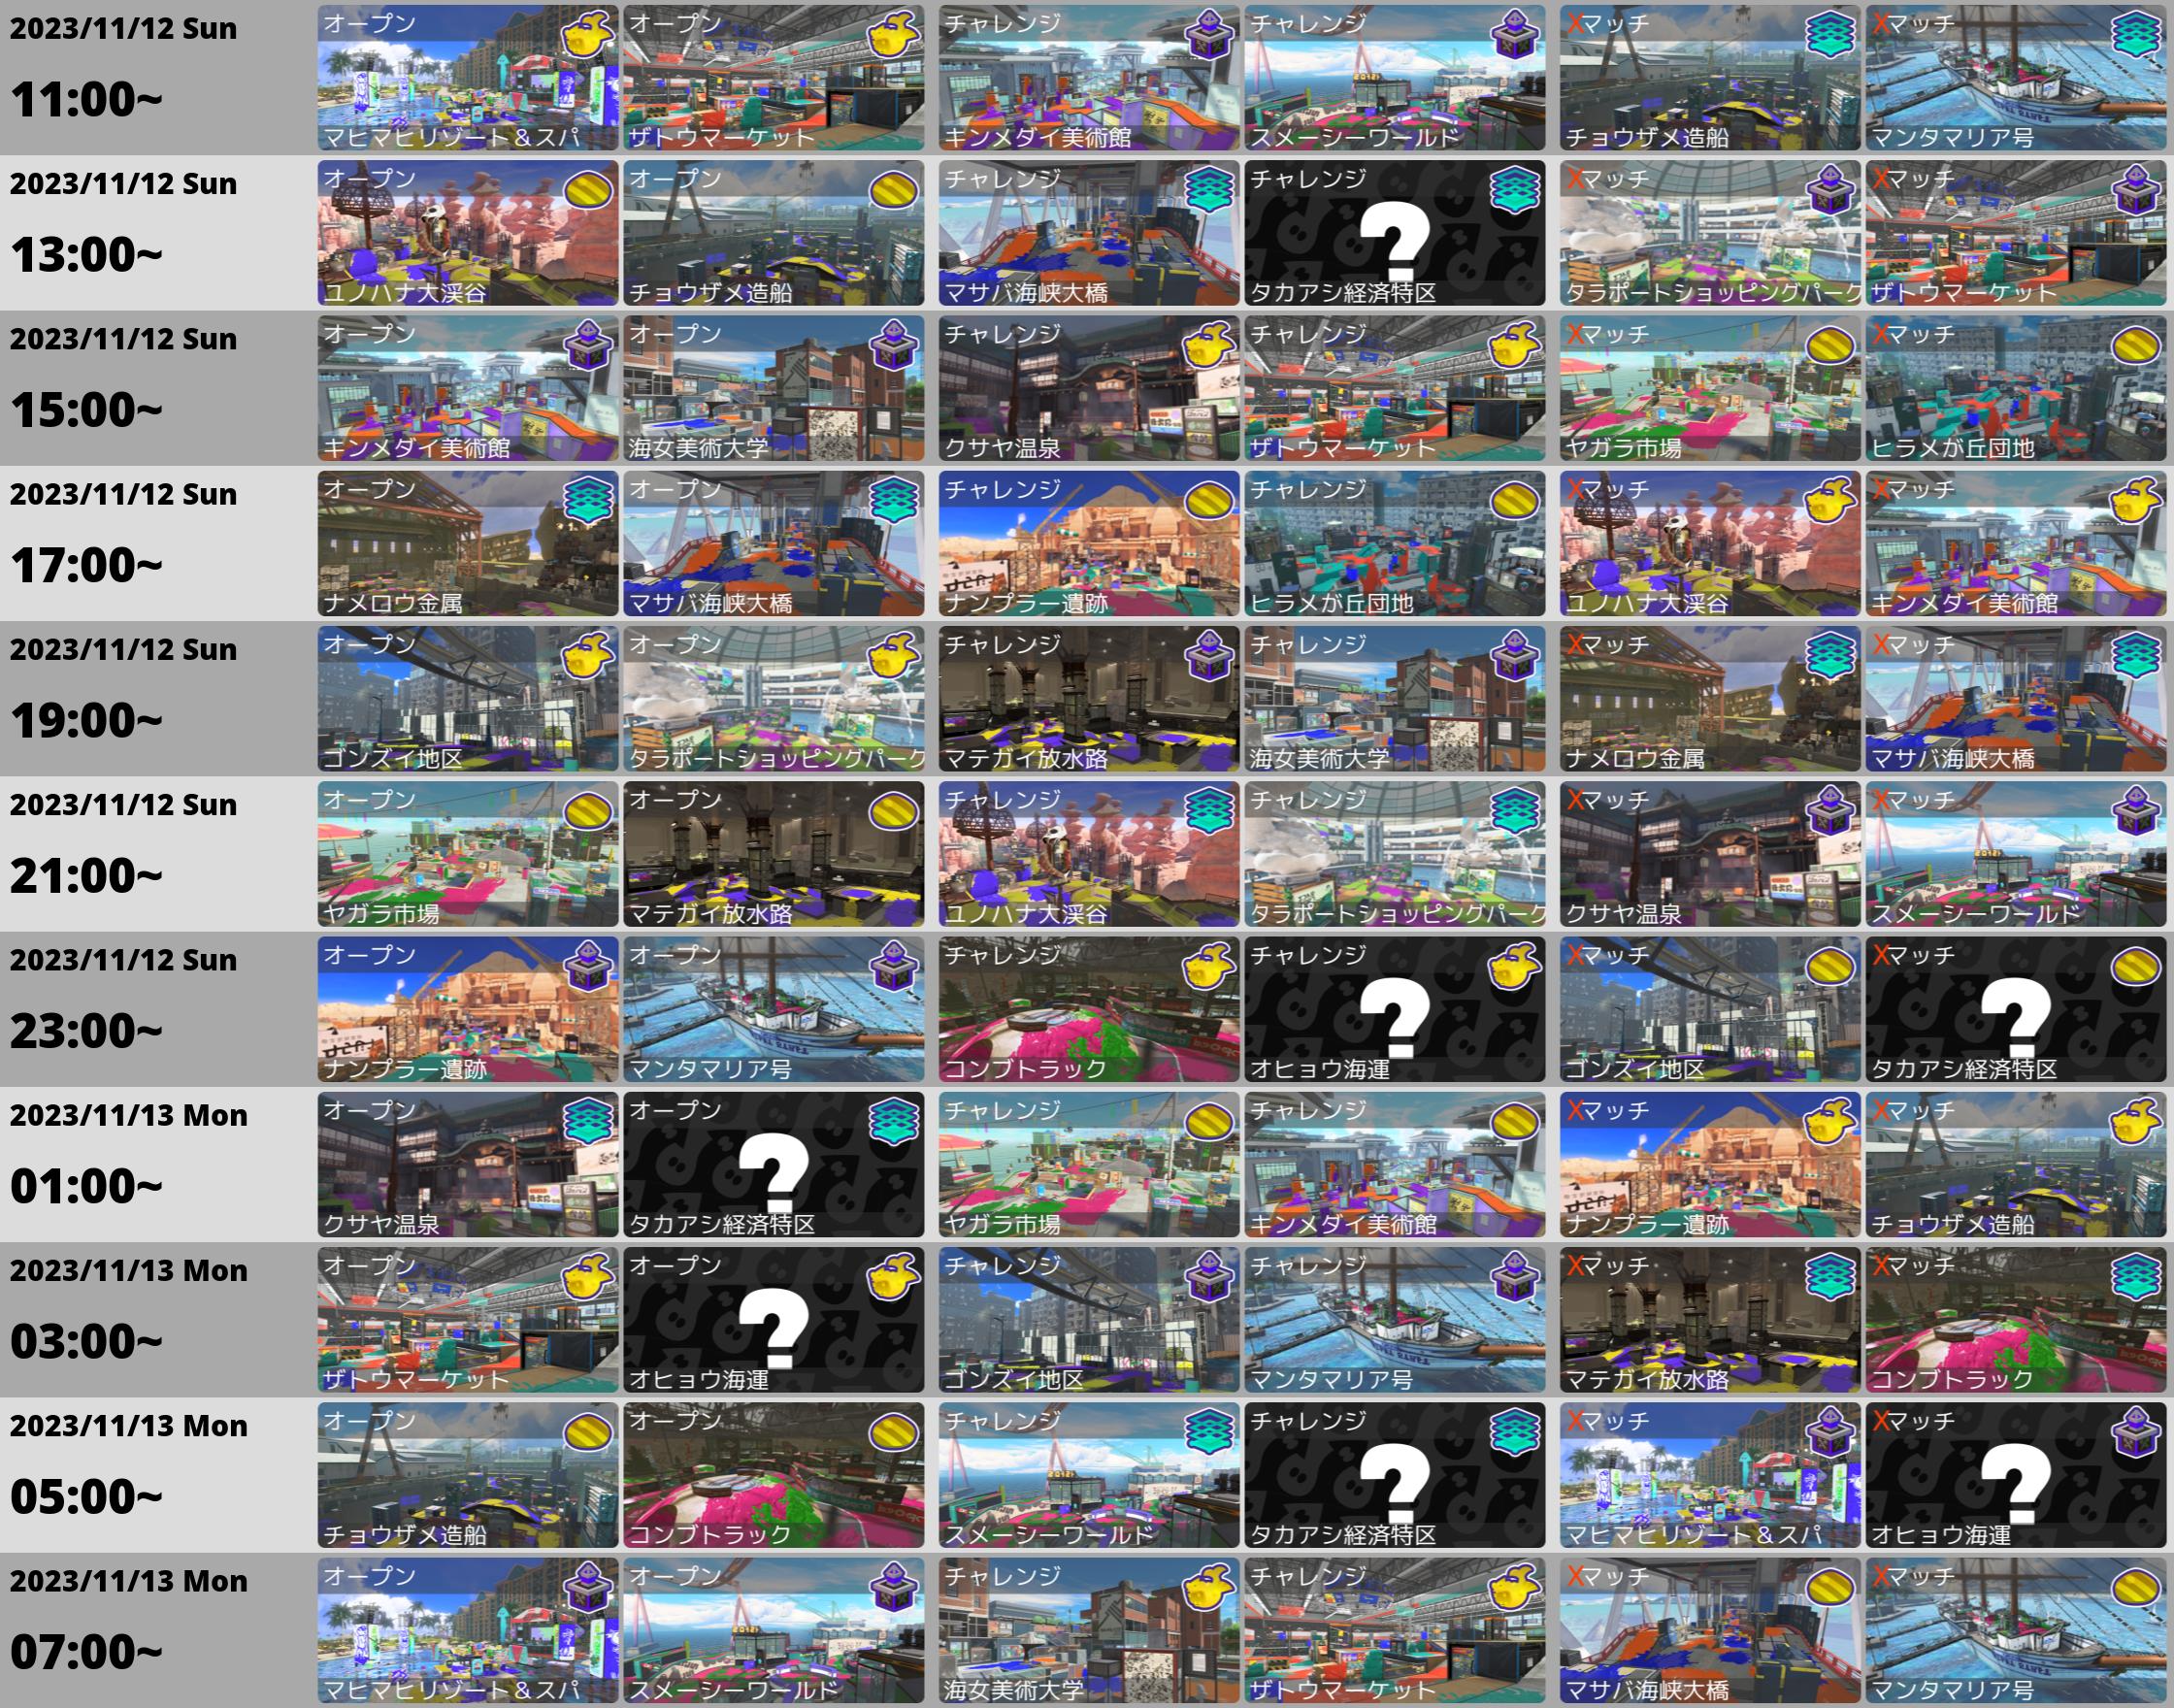 2023/11/12 Sun
11:00~
オープン
マヒマヒリゾート＆スパ
オープン
ザトウマーケット
チャレンジ
キンメダイ美術館
チャレンジ
スメーシーワールド
Xマッチ
チョウザメ造船
Xマッチ
マンタマリア号
2023/11/12 Sun
13:00~
オープン
ユノハナ大渓谷
オープン
チョウザメ造船
チャレンジ
マサバ海峡大橋
チャレンジ
?
タカアシ経済特区
Xマッチ
タラポートショッピングパーク
Xマッチ
ザトウマーケット
2023/11/12 Sun
15:00~
オープン
キンメダイ美術館
オープン
海女美術大学
チャレンジ
クサヤ温泉
チャレンジ
ザトウマーケット
Xマッチ
ヤガラ市場
Xマッチ
ヒラメが丘団地
2023/11/12 Sun
17:00~
オープン
ナメロウ金属
オープン
マサバ海峡大橋
チャレンジ
ナンプラー遺跡
チャレンジ
ヒラメが丘団地
Xマッチ
ユノハナ大渓谷
Xマッチ
キンメダイ美術館
2023/11/12 Sun
19:00~
オープン
ゴンズイ地区
オープン
タラポートショッピングパーク
チャレンジ
マテガイ放水路
チャレンジ
海女美術大学
Xマッチ
ナメロウ金属
Xマッチ
マサバ海峡大橋
2023/11/12 Sun
21:00~
オープン
ヤガラ市場
オープン
マテガイ放水路
チャレンジ
ユノハナ大渓谷
チャレンジ
タラポートショッピングパーク
Xマッチ
クサヤ温泉
Xマッチ
スメーシーワールド
2023/11/12 Sun
23:00~
オープン
ナンプラー遺跡
オープン
マンタマリア号
チャレンジ
コンブトラック
チャレンジ
?
オヒョウ海運
Xマッチ
ゴンズイ地区
Xマッチ
?
タカアシ経済特区
2023/11/13 Mon
01:00~
オープン
クサヤ温泉
オープン
?
タカアシ経済特区
チャレンジ
ヤガラ市場
チャレンジ
キンメダイ美術館
Xマッチ
ナンプラー遺跡
Xマッチ
チョウザメ造船
2023/11/13 Mon
03:00~
オープン
ザトウマーケット
オープン
?
オヒョウ海運
チャレンジ
ゴンズイ地区
チャレンジ
マンタマリア号
Xマッチ
マテガイ放水路
Xマッチ
コンブトラック
2023/11/13 Mon
05:00~
オープン
チョウザメ造船
オープン
コンブトラック
チャレンジ
スメーシーワールド
チャレンジ
?
タカアシ経済特区
Xマッチ
マヒマヒリゾート＆スパ
Xマッチ
?
オヒョウ海運
2023/11/13 Mon
07:00~
オープン
マヒマヒリゾート＆スパ
オープン
スメーシーワールド
チャレンジ
海女美術大学
チャレンジ
ザトウマーケット
Xマッチ
マサバ海峡大橋
Xマッチ
マンタマリア号